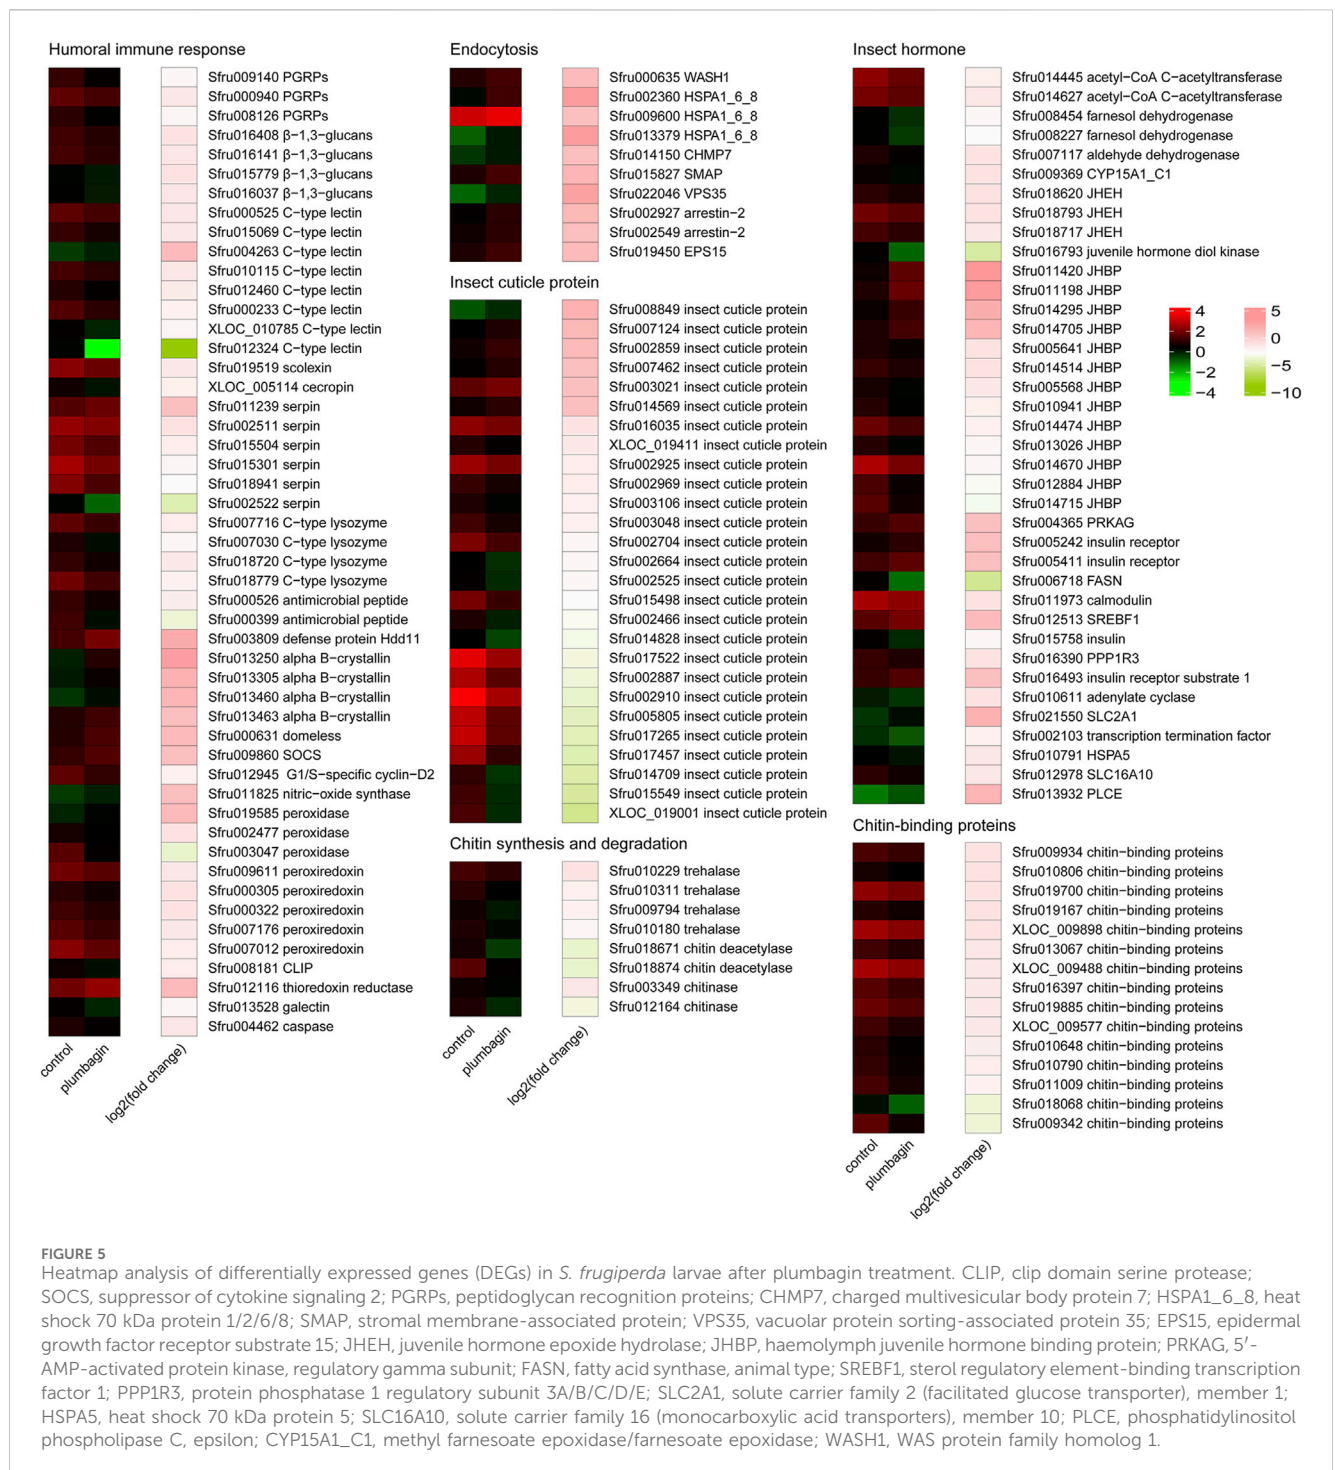 Humoral immune response
Sfru009140 PGRPs
Sfru000940 PGRPs
Sfru008126 PGRPs
Sfru016408 β−1,3−glucans
Sfru016141 β−1,3−glucans
Sfru015779 β−1,3−glucans
Sfru016037 β−1,3−glucans
Sfru000525 C−type lectin
Sfru015069 C−type lectin
Sfru004263 C−type lectin
Sfru010115 C−type lectin
Sfru012460 C−type lectin
Sfru000233 C−type lectin
XLOC_010785 C−type lectin
Sfru012324 C−type lectin
Sfru019519 scolexin
XLOC_005114 cecropin
Sfru011239 serpin
Sfru002511 serpin
Sfru015504 serpin
Sfru015301 serpin
Sfru018941 serpin
Sfru002522 serpin
Sfru007716 C−type lysozyme
Sfru007030 C−type lysozyme
Sfru018720 C−type lysozyme
Sfru018779 C−type lysozyme
Sfru000526 antimicrobial peptide
Sfru000399 antimicrobial peptide
Sfru003809 defense protein Hdd11
Sfru013250 alpha B−crystallin
Sfru013305 alpha B−crystallin
Sfru013460 alpha B−crystallin
Sfru013463 alpha B−crystallin
Sfru000631 domeless
Sfru009860 SOCS
Sfru012945 G1/S−specific cyclin−D2
Sfru011825 nitric−oxide synthase
Sfru019585 peroxidase
Sfru002477 peroxidase
Sfru003047 peroxidase
Sfru009611 peroxiredoxin
Sfru000305 peroxiredoxin
Sfru000322 peroxiredoxin
Sfru007176 peroxiredoxin
Sfru007012 peroxiredoxin
Sfru008181 CLIP
Sfru012116 thioredoxin reductase
Sfru013528 galectin
Sfru004462 caspase
control
plumbagin
log2(fold change)
Endocytosis
Sfru000635 WASH1
Sfru002360 HSPA1_6_8
Sfru009600 HSPA1_6_8
Sfru013379 HSPA1_6_8
Sfru014150 CHMP7
Sfru015827 SMAP
Sfru022046 VPS35
Sfru002927 arrestin−2
Sfru002549 arrestin−2
Sfru019450 EPS15
Insect cuticle protein
Sfru008849 insect cuticle protein
Sfru007124 insect cuticle protein
Sfru002859 insect cuticle protein
Sfru007462 insect cuticle protein
Sfru003021 insect cuticle protein
Sfru014569 insect cuticle protein
Sfru016035 insect cuticle protein
XLOC_019411 insect cuticle protein
Sfru002925 insect cuticle protein
Sfru002969 insect cuticle protein
Sfru003106 insect cuticle protein
Sfru003048 insect cuticle protein
Sfru002704 insect cuticle protein
Sfru002664 insect cuticle protein
Sfru002525 insect cuticle protein
Sfru015498 insect cuticle protein
Sfru002466 insect cuticle protein
Sfru014828 insect cuticle protein
Sfru017522 insect cuticle protein
Sfru002887 insect cuticle protein
Sfru002910 insect cuticle protein
Sfru005805 insect cuticle protein
Sfru017265 insect cuticle protein
Sfru017457 insect cuticle protein
Sfru014709 insect cuticle protein
Sfru015549 insect cuticle protein
XLOC_019001 insect cuticle protein
Chitin synthesis and degradation
Sfru010229 trehalase
Sfru010311 trehalase
Sfru009794 trehalase
Sfru010180 trehalase
Sfru018671 chitin deacetylase
Sfru018874 chitin deacetylase
Sfru003349 chitinase
Sfru012164 chitinase
control
plumbagin
log2(fold change)
Insect hormone
Sfru014445 acetyl−CoA C−acetyltransferase
Sfru014627 acetyl−CoA C−acetyltransferase
Sfru008454 farnesol dehydrogenase
Sfru008227 farnesol dehydrogenase
Sfru007117 aldehyde dehydrogenase
Sfru009369 CYP15A1_C1
Sfru018620 JHEH
Sfru018793 JHEH
Sfru018717 JHEH
Sfru016793 juvenile hormone diol kinase
Sfru011420 JHBP
Sfru011198 JHBP
Sfru014295 JHBP
Sfru014705 JHBP
Sfru005641 JHBP
Sfru014514 JHBP
Sfru005568 JHBP
Sfru010941 JHBP
Sfru014474 JHBP
Sfru013026 JHBP
Sfru014670 JHBP
Sfru012884 JHBP
Sfru014715 JHBP
Sfru004365 PRKAG
Sfru005242 insulin receptor
Sfru005411 insulin receptor
Sfru006718 FASN
Sfru011973 calmodulin
Sfru012513 SREBF1
Sfru015758 insulin
Sfru016390 PPP1R3
Sfru016493 insulin receptor substrate 1
Sfru010611 adenylate cyclase
Sfru021550 SLC2A1
Sfru002103 transcription termination factor
Sfru010791 HSPA5
Sfru012978 SLC16A10
Sfru013932 PLCE
4
2
0
−2
−4
5
0
−5
−10
Chitin-binding proteins
Sfru009934 chitin−binding proteins
Sfru010806 chitin−binding proteins
Sfru019700 chitin−binding proteins
Sfru019167 chitin−binding proteins
XLOC_009898 chitin−binding proteins
Sfru013067 chitin−binding proteins
XLOC_009488 chitin−binding proteins
Sfru016397 chitin−binding proteins
Sfru019885 chitin−binding proteins
XLOC_009577 chitin−binding proteins
Sfru010648 chitin−binding proteins
Sfru010790 chitin−binding proteins
Sfru011009 chitin−binding proteins
Sfru018068 chitin−binding proteins
Sfru009342 chitin−binding proteins
control
plumbagin
log2(fold change)
FIGURE 5
Heatmap analysis of differentially expressed genes (DEGs) in S. frugiperda larvae after plumbagin treatment. CLIP, clip domain serine protease;
SOCS, suppressor of cytokine signaling 2; PGRPs, peptidoglycan recognition proteins; CHMP7, charged multivesicular body protein 7; HSPA1_6_8, heat
shock 70 kDa protein 1/2/6/8; SMAP, stromal membrane-associated protein; VPS35, vacuolar protein sorting-associated protein 35; EPS15, epidermal
growth factor receptor substrate 15; JHEH, juvenile hormone epoxide hydrolase; JHBP, haemolymph juvenile hormone binding protein; PRKAG, 5′-
AMP-activated protein kinase, regulatory gamma subunit; FASN, fatty acid synthase, animal type; SREBF1, sterol regulatory element-binding transcription
factor 1; PPP1R3, protein phosphatase 1 regulatory subunit 3A/B/C/D/E; SLC2A1, solute carrier family 2 (facilitated glucose transporter), member 1;
HSPA5, heat shock 70 kDa protein 5; SLC16A10, solute carrier family 16 (monocarboxylic acid transporters), member 10; PLCE, phosphatidylinositol
phospholipase C, epsilon; CYP15A1_C1, methyl farnesoate epoxidase/farnesoate epoxidase; WASH1, WAS protein family homolog 1.